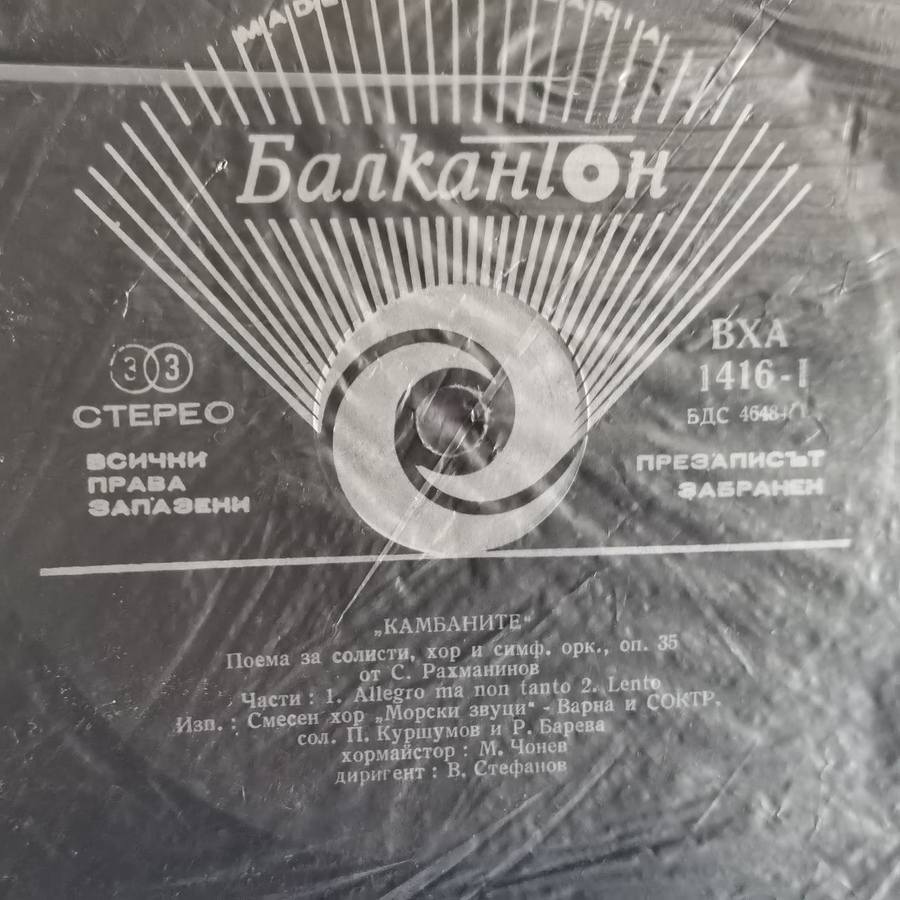 MADE
Балкантон
33
СТЕРЕО
ВСИЧКИ
ПРАВА
ЗАПАЗЕНИ
ВХА
1416-I
БДС
ПРЕЗАПИСЪТ
ЗАБРАНЕН
„КАМБАНИТЕ"
Поема за солисти, хор и симф. орк., оп. 35
от С. Рахманинов
Части : 1. Allegro ma non tanto 2. Lento
Изп. : Смесен хор „Морски звуци" - Варна и СОКТР.
сол. П. Куршумов и Р. Барева
хормайстор : М. Чонев
диригент : В. Стефанов